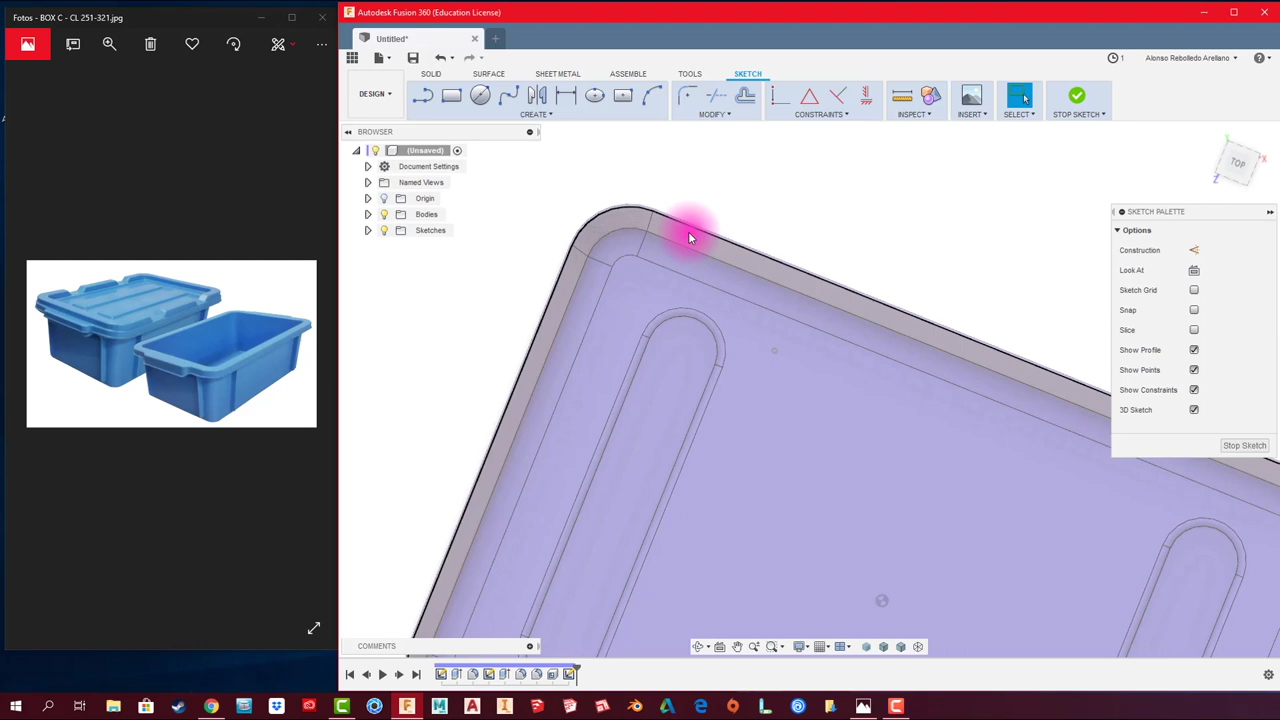 Fotos - BOX C - CL 251-321.jpg
Autodesk Fusion 360 (Education License)
Untitled*
1
Alonso Rebolledo Arellano
SOLID
SURFACE
SHEET METAL
ASSEMBLE
TOOLS
SKETCH
DESIGN
CREATE
MODIFY
CONSTRAINTS
INSPECT
INSERT
SELECT
STOP SKETCH
BROWSER
(Unsaved)
Document Settings
Named Views
Origin
Bodies
Sketches
TOP
X
Y
Z
SKETCH PALETTE
Options
Construction
Look At
Sketch Grid
Snap
Slice
Show Profile
Show Points
Show Constraints
3D Sketch
Stop Sketch
COMMENTS